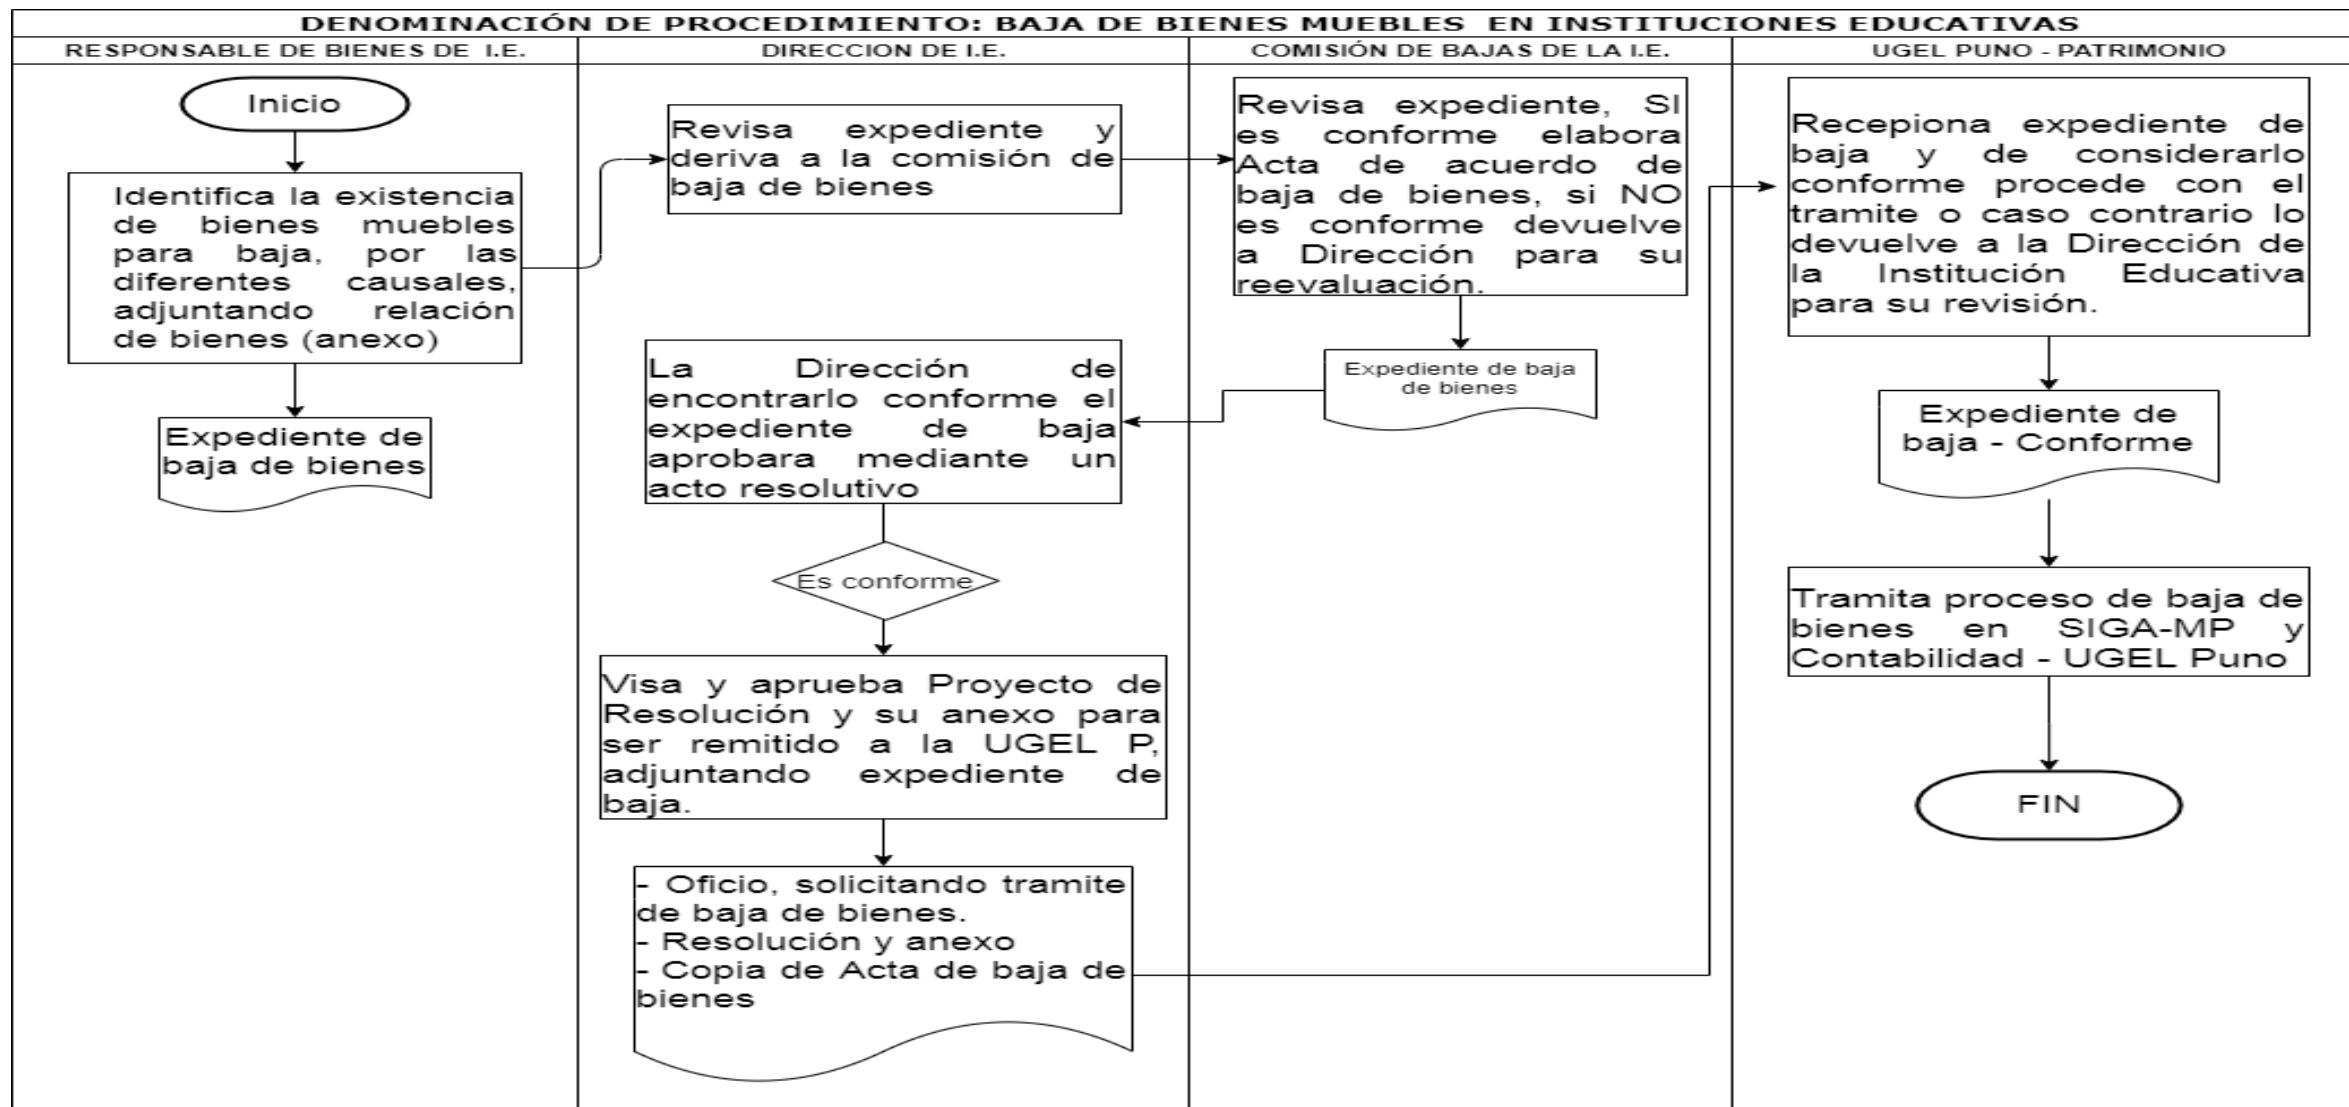 DENOMINACIÓN DE PROCEDIMIENTO: BAJA DE BIENES MUEBLES EN INSTITUCIONES EDUCATIVAS
RESPONSABLE DE BIENES DE I.E.
Inicio
Identifica la existencia
de bienes muebles
para baja, por las
diferentes causales,
adjuntando relación
de bienes (anexo)
Expediente de
baja de bienes
DIRECCION DE I.E.
Revisa expediente y
deriva a la comisión de
baja de bienes
La Dirección de
encontrarlo conforme el
expediente de baja
aprobara mediante un
acto resolutivo
Es conforme
Visa y aprueba Proyecto de
Resolución y su anexo para
ser remitido a la UGEL P,
adjuntando expediente de
baja.
- Oficio, solicitando tramite
de baja de bienes.
- Resolución y anexo
- Copia de Acta de baja de
bienes
COMISIÓN DE BAJAS DE LA I.E.
Revisa expediente, SI
es conforme elabora
Acta de acuerdo de
baja de bienes, si NO
es conforme devuelve
a Dirección para su
reevaluación.
Expediente de baja
de bienes
UGEL PUNO - PATRIMONIO
Recepiona expediente de
baja y de considerarlo
conforme procede con el
tramite o caso contrario lo
devuelve a la Dirección de
la Institución Educativa
para su revisión.
Expediente de
baja - Conforme
Tramita proceso de baja de
bienes en SIGA-MP y
Contabilidad - UGEL Puno
FIN